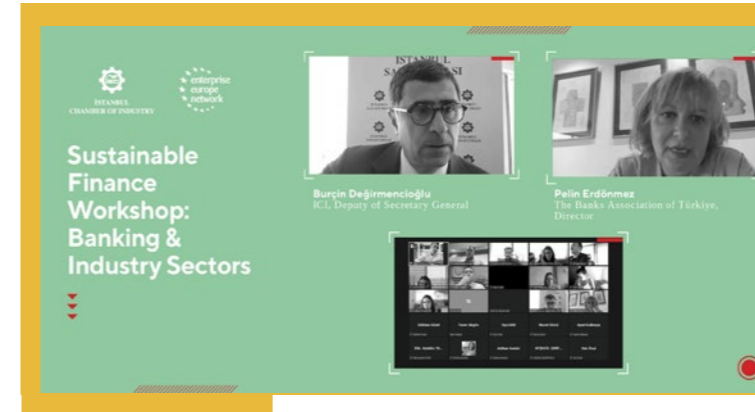 İSTANBUL
CHAMBER OF INDUSTRY
enterprise
europe
network
Sustainable
Finance
Workshop:
Banking &
Industry Sectors
Burçin Değirmencioğlu
ICI, Deputy of Secretary General
Pelin Erdönmez
The Banks Association of Türkiye,
Director